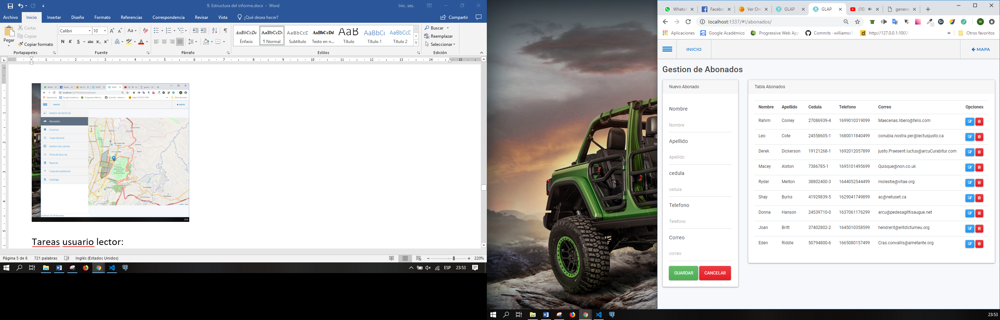 9. Estructura del informe.docx - Word
Inic. ses.
Archivo Inicio Insertar Diseño Formato Referencias Correspondencia Revisar Vista ¿Qué desea hacer? Compartir
Pegar
Cortar
Copiar
Copiar formato
Calibri 10
Aa
N K S abc x₂ x²
AaBbCcDc AaBbCcDc AaBbCcD AaBbCcDd AaB AaBbCc AaBbCcD
Énfasis ¶ Normal Subtítulo Texto en n... Título Título 1 Título 2
Buscar
Reemplazar
Seleccionar
Portapapeles Fuente Párrafo Estilos Edición
1 2 3 4 5 6 7 8 9 10 11 12 13 14 15
INICIO
MAPA
Gestion de Sectores
Abonados
Usuarios
Mapa General
Gestion de cuentas
Toma de lecturas
Reporte
Mapa de medidores
Catalogo
localhost:1337/#!/abonados
23:52
Tareas usuario lector:
Página 5 de 6 721 palabras Inglés (Estados Unidos) 220%
ESP 23:53
WhatsA Facebo Ver Onl GLAP GLAP (10) generat
localhost:1337/#!/abonados/
Aplicaciones Google Académico Progressive Web App Commits · williamss1 http://127.0.0.1:1000 » Otros favoritos
INICIO MAPA
Gestion de Abonados
Nuevo Abonado
Nombre
Nombre
Apellido
Apellido
cedula
cedula
Telefono
Telefono
Correo
correo
GUARDAR CANCELAR
Tabla Abonados
Nombre Apellido Cedula Telefono Correo Opciones
Rahim Conley 27086939-4 1699010319099 Maecenas.libero@felis.com
Leo Cote 24558605-1 1680011840499 conubia.nostra.per@lectusjusto.ca
Derek Dickerson 19121268-1 1692012057899 justo.Praesent.luctus@arcuCurabitur.com
Macey Alston 7386785-1 1695101495699 Quisque@non.co.uk
Ryder Melton 38802400-3 1644052544499 molestie@vitae.org
Shay Burks 41929839-5 1629041749899 ac@netuset.ca
Donna Hanson 24539710-0 1637061176299 arcu@pedesagittisaugue.net
Joan Britt 37402802-2 1645010358599 hendrerit@elitdictumeu.org
Eden Riddle 50794800-6 1665080157499 Cras.convallis@ametante.org
23:53